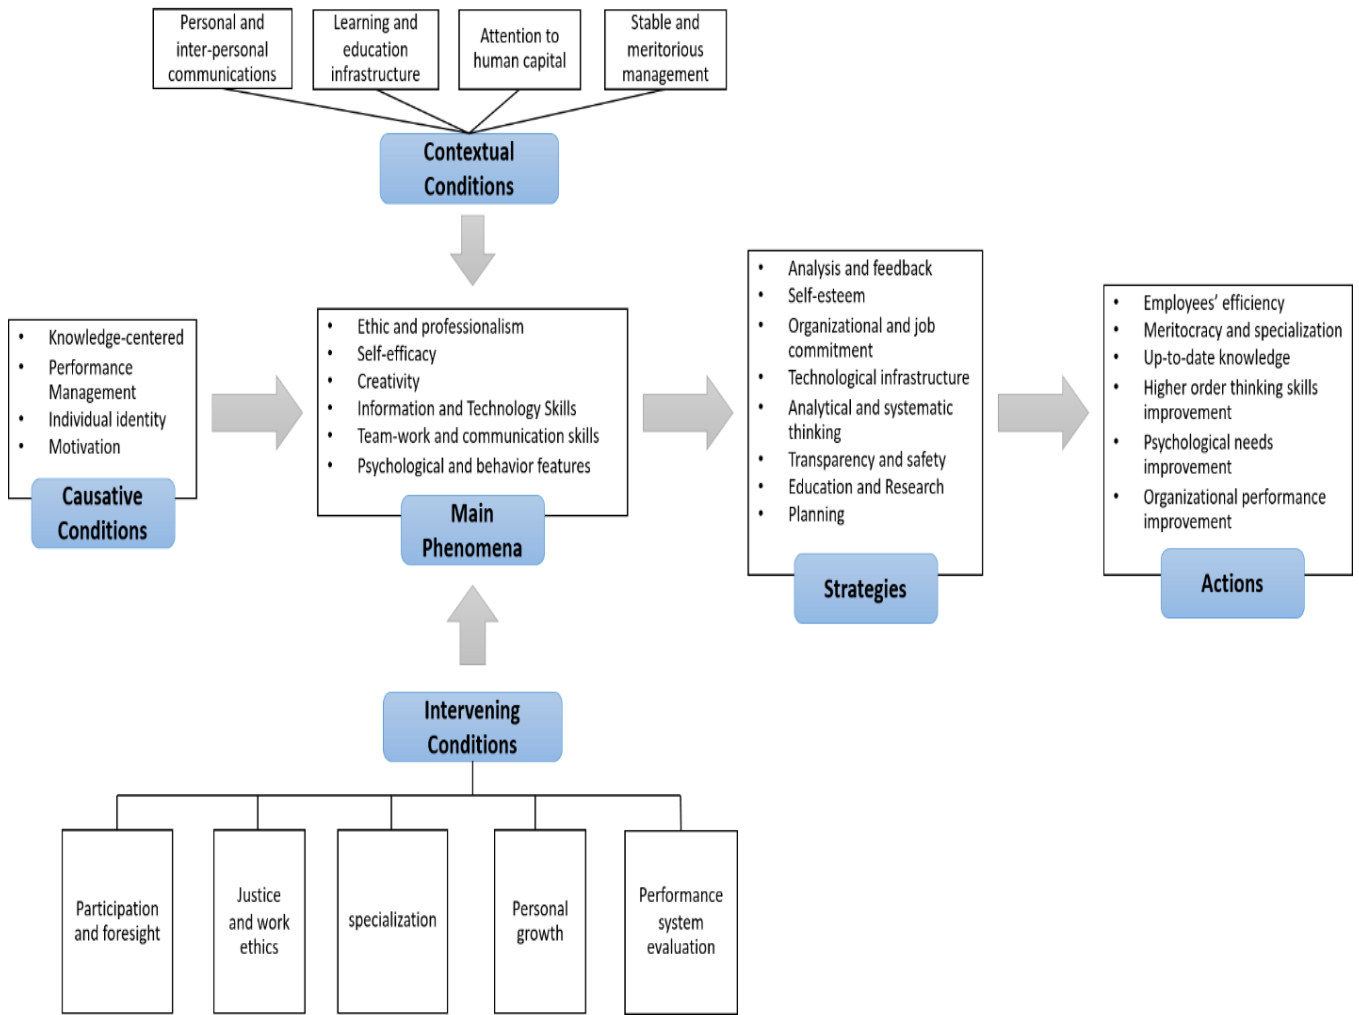 Personal and
inter-personal
communications
Learning and
education
infrastructure
Attention to
human capital
Stable and
meritorious
management
Contextual
Conditions
• Knowledge-centered
• Performance
Management
• Individual identity
• Motivation
Causative
Conditions
• Ethic and professionalism
• Self-efficacy
• Creativity
• Information and Technology Skills
• Team-work and communication skills
• Psychological and behavior features
Main
Phenomena
• Analysis and feedback
• Self-esteem
• Organizational and job
commitment
• Technological infrastructure
• Analytical and systematic
thinking
• Transparency and safety
• Education and Research
• Planning
Strategies
• Employees’ efficiency
• Meritocracy and specialization
• Up-to-date knowledge
• Higher order thinking skills
improvement
• Psychological needs
improvement
• Organizational performance
improvement
Actions
Intervening
Conditions
Participation
and foresight
Justice
and work
ethics
specialization
Personal
growth
Performance
system
evaluation